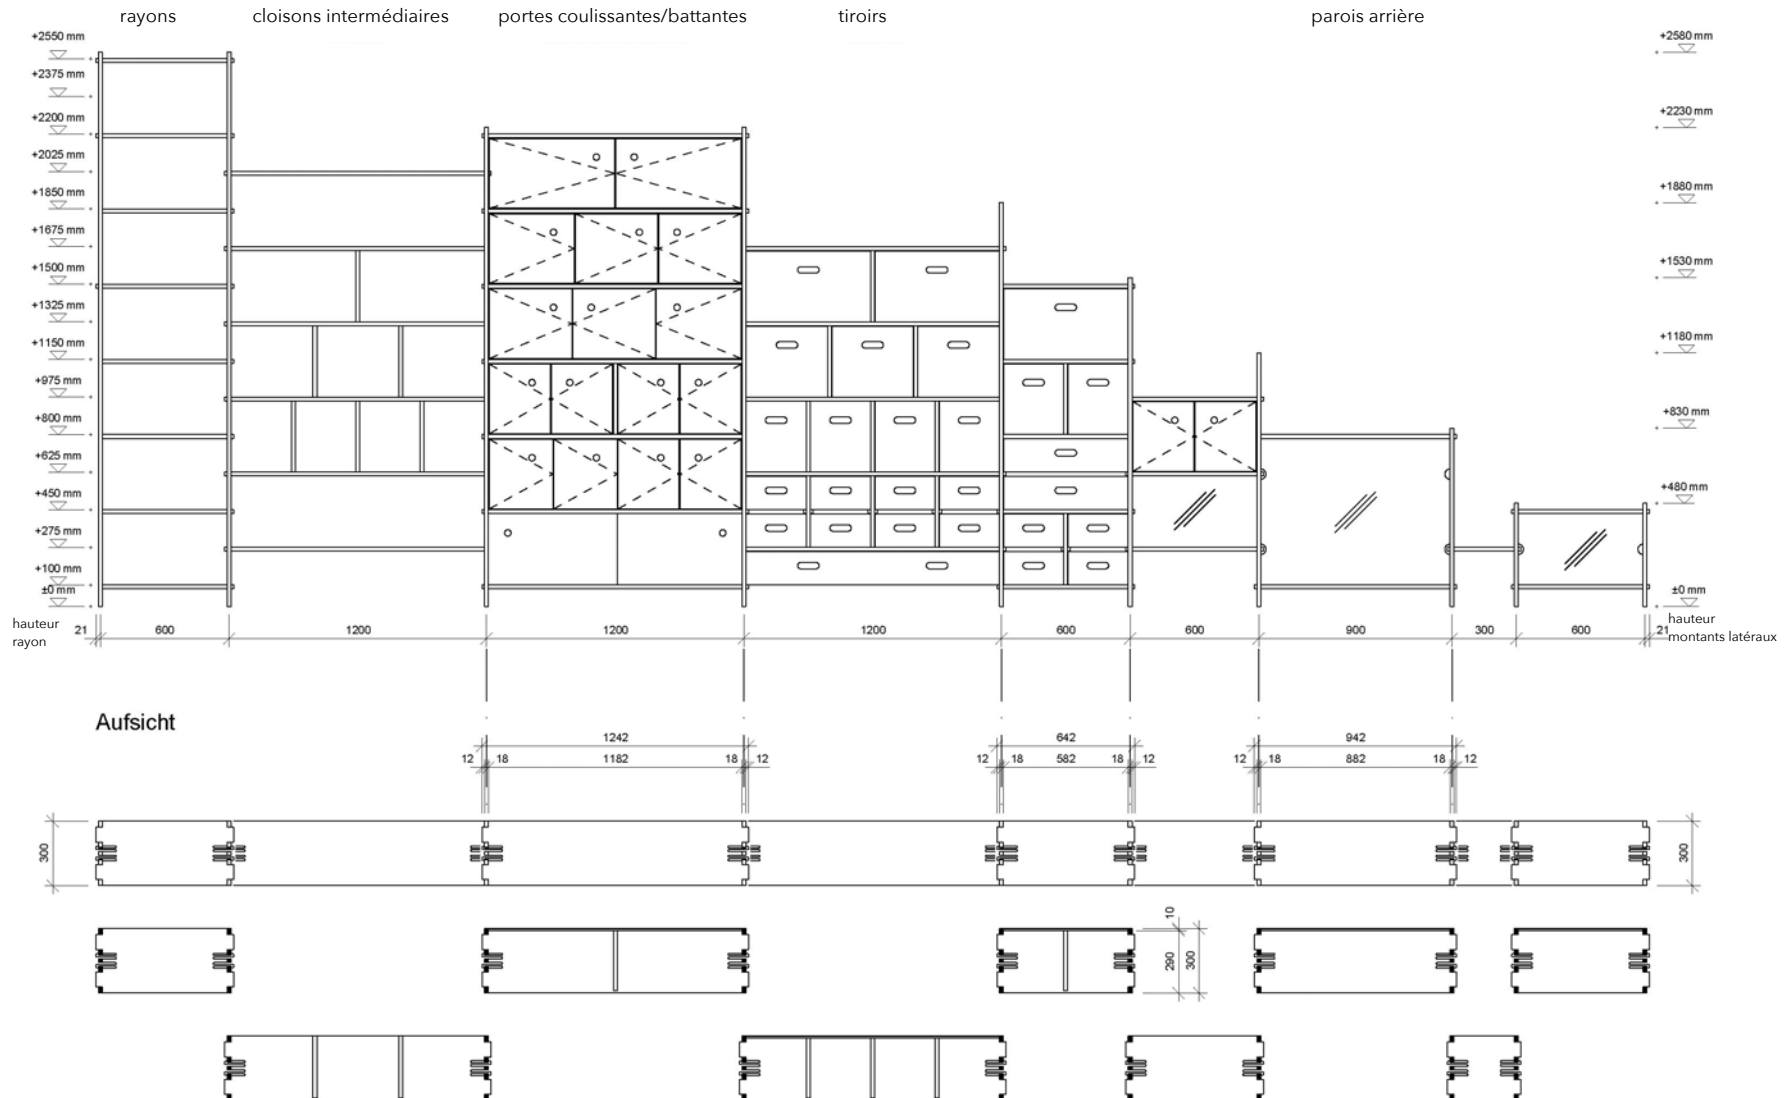 rayons cloisons intermédiaires portes coulissantes/battantes tiroirs parois arrière
+2550 mm +2580 mm
+2375 mm
+2200 mm +2230 mm
+2025 mm
+1850 mm +1880 mm
+1675 mm
+1500 mm +1530 mm
+1325 mm
+1150 mm +1180 mm
+975 mm
+800 mm +830 mm
+625 mm
+450 mm +480 mm
+275 mm
+100 mm
±0 mm ±0 mm
hauteur
rayon
21 600 1200 1200 1200 600 600 900 300 600 21
hauteur
montants latéraux
Aufsicht
1242 642 942
12 18 1182 18 12 12 18 582 18 12 12 18 882 18 12
300 300
10
290 300